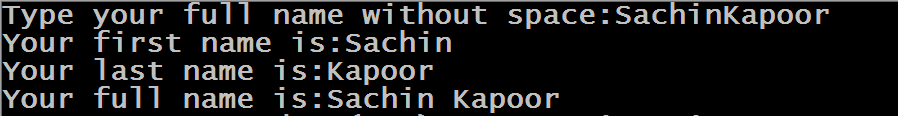 Type your full name without space:SachinKapoor
Your first name is:Sachin
Your last name is:Kapoor
Your full name is:Sachin Kapoor